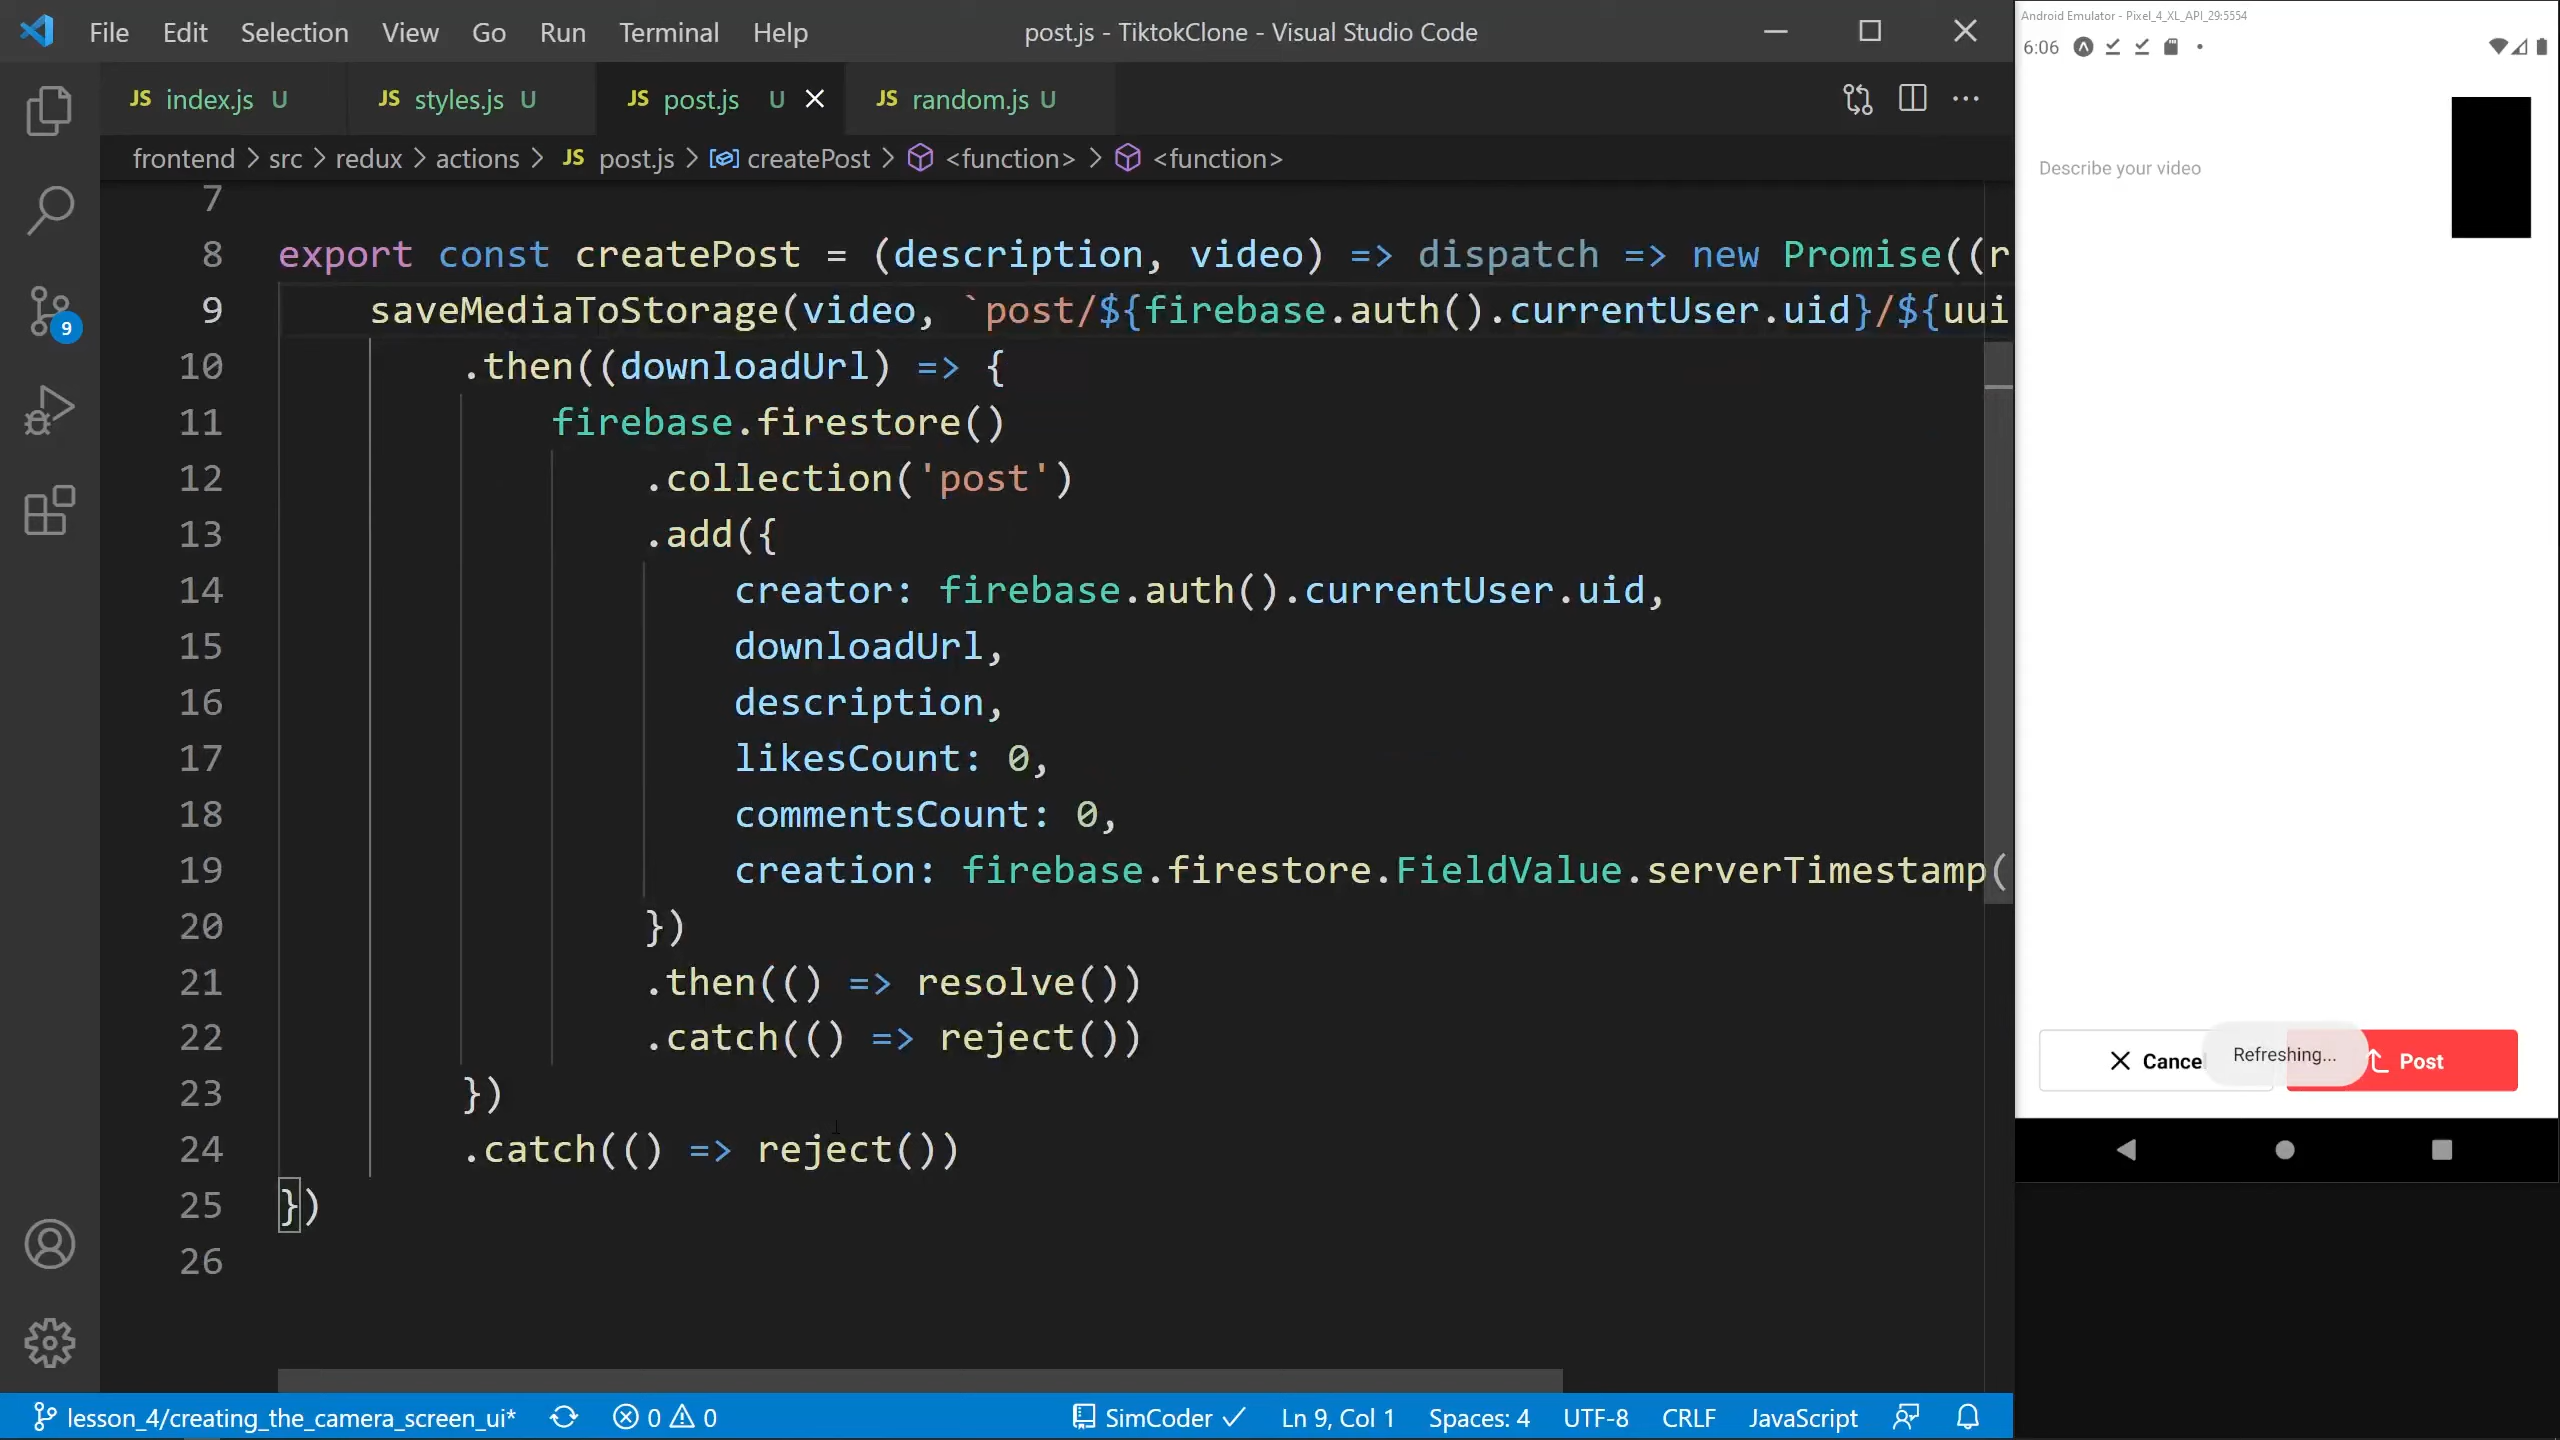 File Edit Selection View Go Run Terminal Help post.js - TiktokClone - Visual Studio Code
JS index.js U JS styles.js U JS post.js U JS random.js U
frontend > src > redux > actions > JS post.js > createPost > <function> > <function>
7
8 export const createPost = (description, video) => dispatch => new Promise((r
9 saveMediaToStorage(video, `post/${firebase.auth().currentUser.uid}/${uui
10 .then((downloadUrl) => {
11 firebase.firestore()
12 .collection('post')
13 .add({
14 creator: firebase.auth().currentUser.uid,
15 downloadUrl,
16 description,
17 likesCount: 0,
18 commentsCount: 0,
19 creation: firebase.firestore.FieldValue.serverTimestamp(
20 })
21 .then(() => resolve())
22 .catch(() => reject())
23 })
24 .catch(() => reject())
25 })
26
9
lesson_4/creating_the_camera_screen_ui* 0 0 SimCoder Ln 9, Col 1 Spaces: 4 UTF-8 CRLF JavaScript
Android Emulator - Pixel_4_XL_API_29:5554
6:06
Describe your video
Cance Refreshing... Post